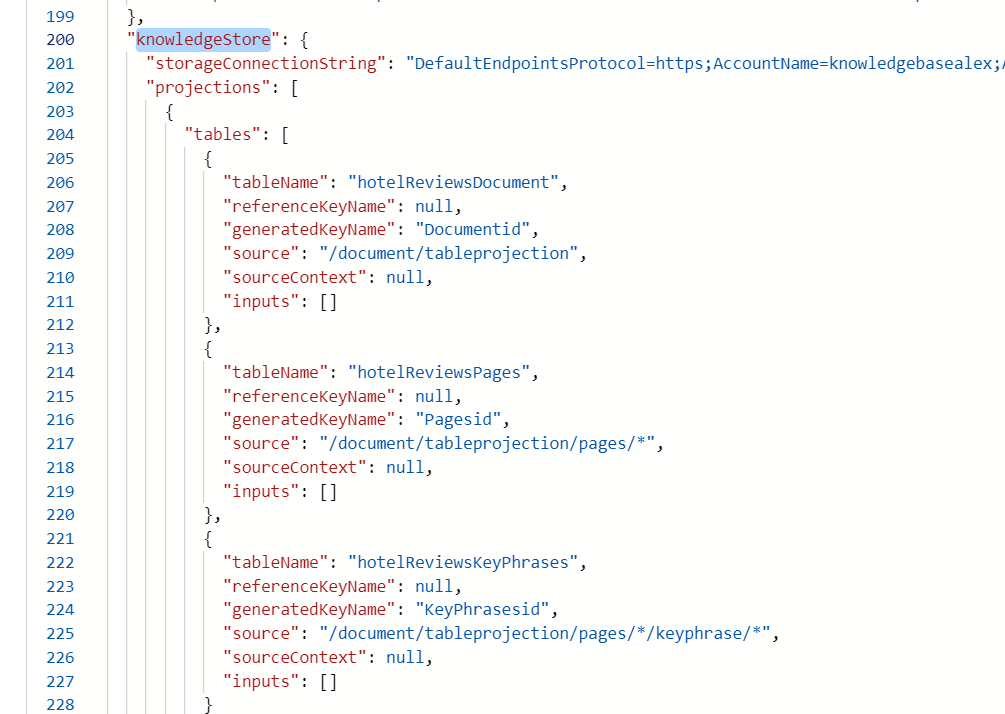 199 },
200 "knowledgeStore": {
201 "storageConnectionString": "DefaultEndpointsProtocol=https;AccountName=knowledgebasealex;
202 "projections": [
203 {
204 "tables": [
205 {
206 "tableName": "hotelReviewsDocument",
207 "referenceKeyName": null,
208 "generatedKeyName": "Documentid",
209 "source": "/document/tableprojection",
210 "sourceContext": null,
211 "inputs": []
212 },
213 {
214 "tableName": "hotelReviewsPages",
215 "referenceKeyName": null,
216 "generatedKeyName": "Pagesid",
217 "source": "/document/tableprojection/pages/*",
218 "sourceContext": null,
219 "inputs": []
220 },
221 {
222 "tableName": "hotelReviewsKeyPhrases",
223 "referenceKeyName": null,
224 "generatedKeyName": "KeyPhrasesid",
225 "source": "/document/tableprojection/pages/*/keyphrase/*",
226 "sourceContext": null,
227 "inputs": []
228 }